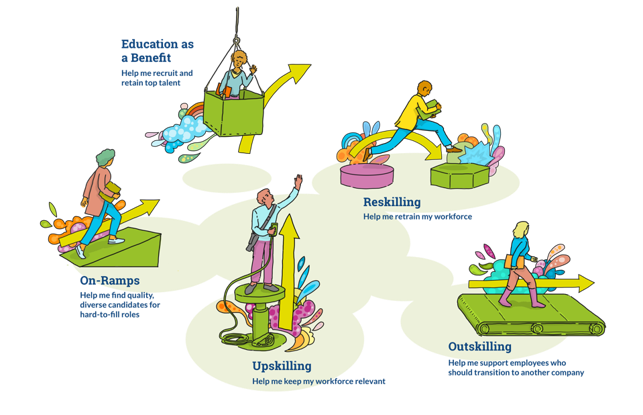 Education as
a Benefit
Help me recruit and
retain top talent
Reskilling
Help me retrain my workforce
On-Ramps
Help me find quality,
diverse candidates for
hard-to-fill roles
Upskilling
Help me keep my workforce relevant
Outskilling
Help me support employees who
should transition to another company